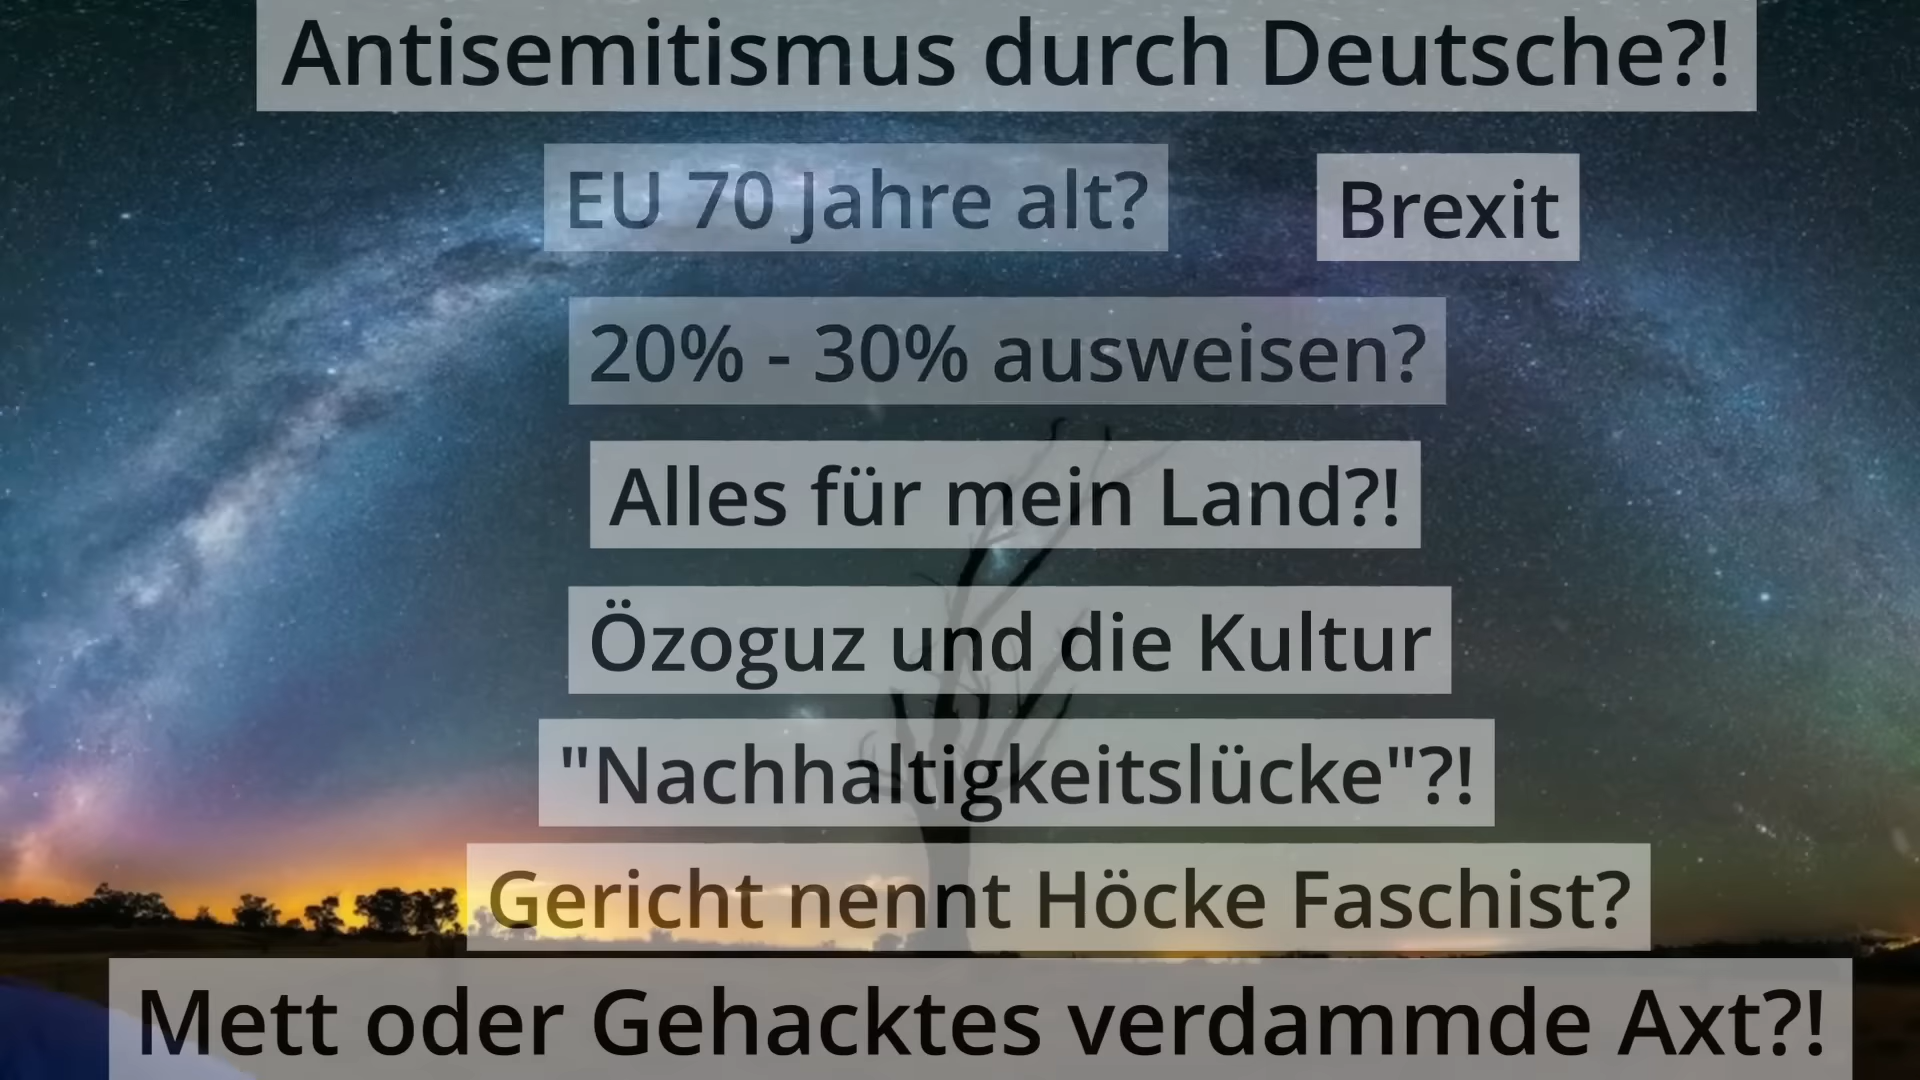 Antisemitismus durch Deutsche?!
EU 70 Jahre alt?
Brexit
20% - 30% ausweisen?
Alles für mein Land?!
Özoguz und die Kultur
"Nachhaltigkeitslücke"?!
Gericht nennt Höcke Faschist?
Mett oder Gehacktes verdammde Axt?!